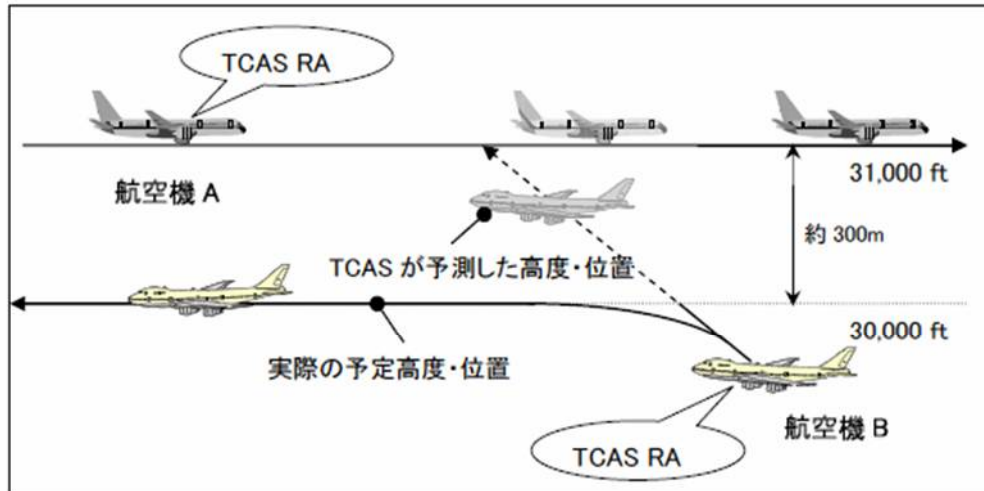 TCAS RA
航空機 A
31,000 ft
約 300m
TCAS が予測した高度・位置
30,000 ft
実際の予定高度・位置
航空機 B
TCAS RA